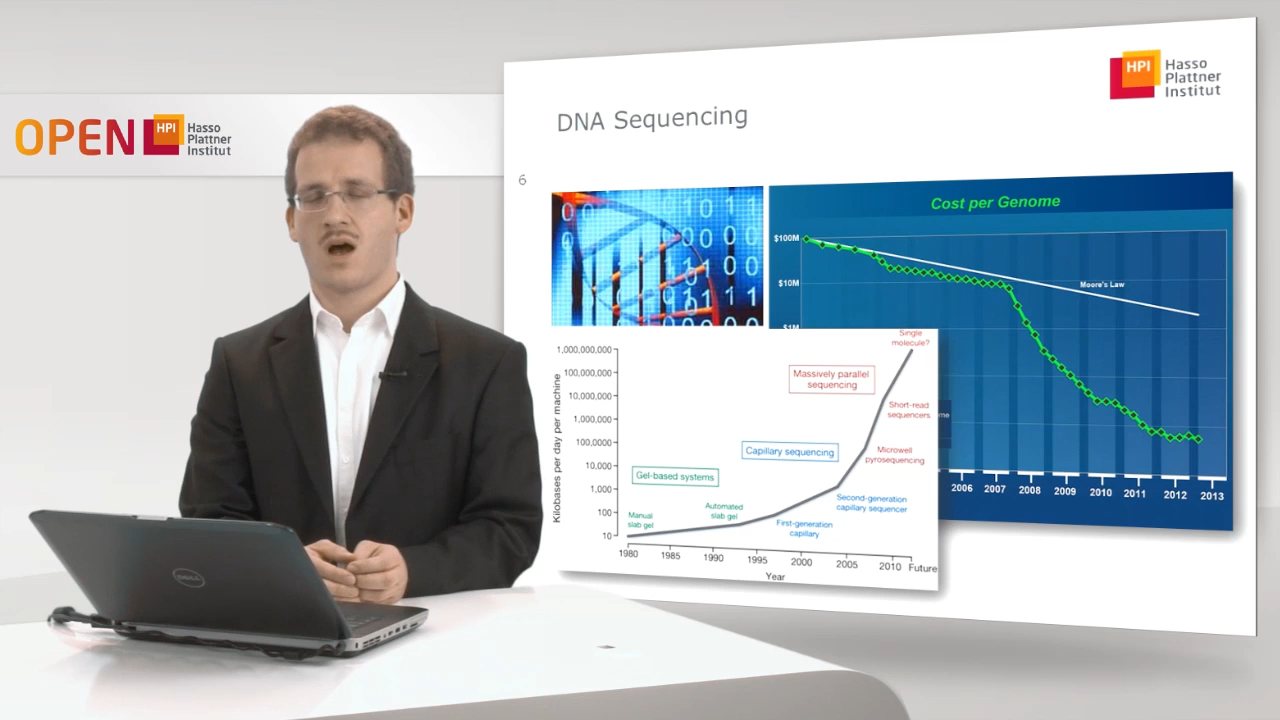 OPEN
HPI
Hasso
Plattner
Institut
HPI
Hasso
Plattner
Institut
DNA Sequencing
6
Cost per Genome
$100M
$10M
$1M
Moore's Law
me
2006 2007 2008 2009 2010 2011 2012 2013
Kilobases per day per machine
1,000,000,000
100,000,000
10,000,000
1,000,000
100,0000
10,000
1,000
100
10
Single
molecule?
Massively parallel
sequencing
Short-read
sequencers
Capillary sequencing
Microwell
pyrosequencing
Gel-based systems
Second-generation
capillary sequencer
Manual
slab gel
Automated
slab gel
First-generation
capillary
1980 1985 1990 1995 2000 2005 2010 Future
Year
DELL